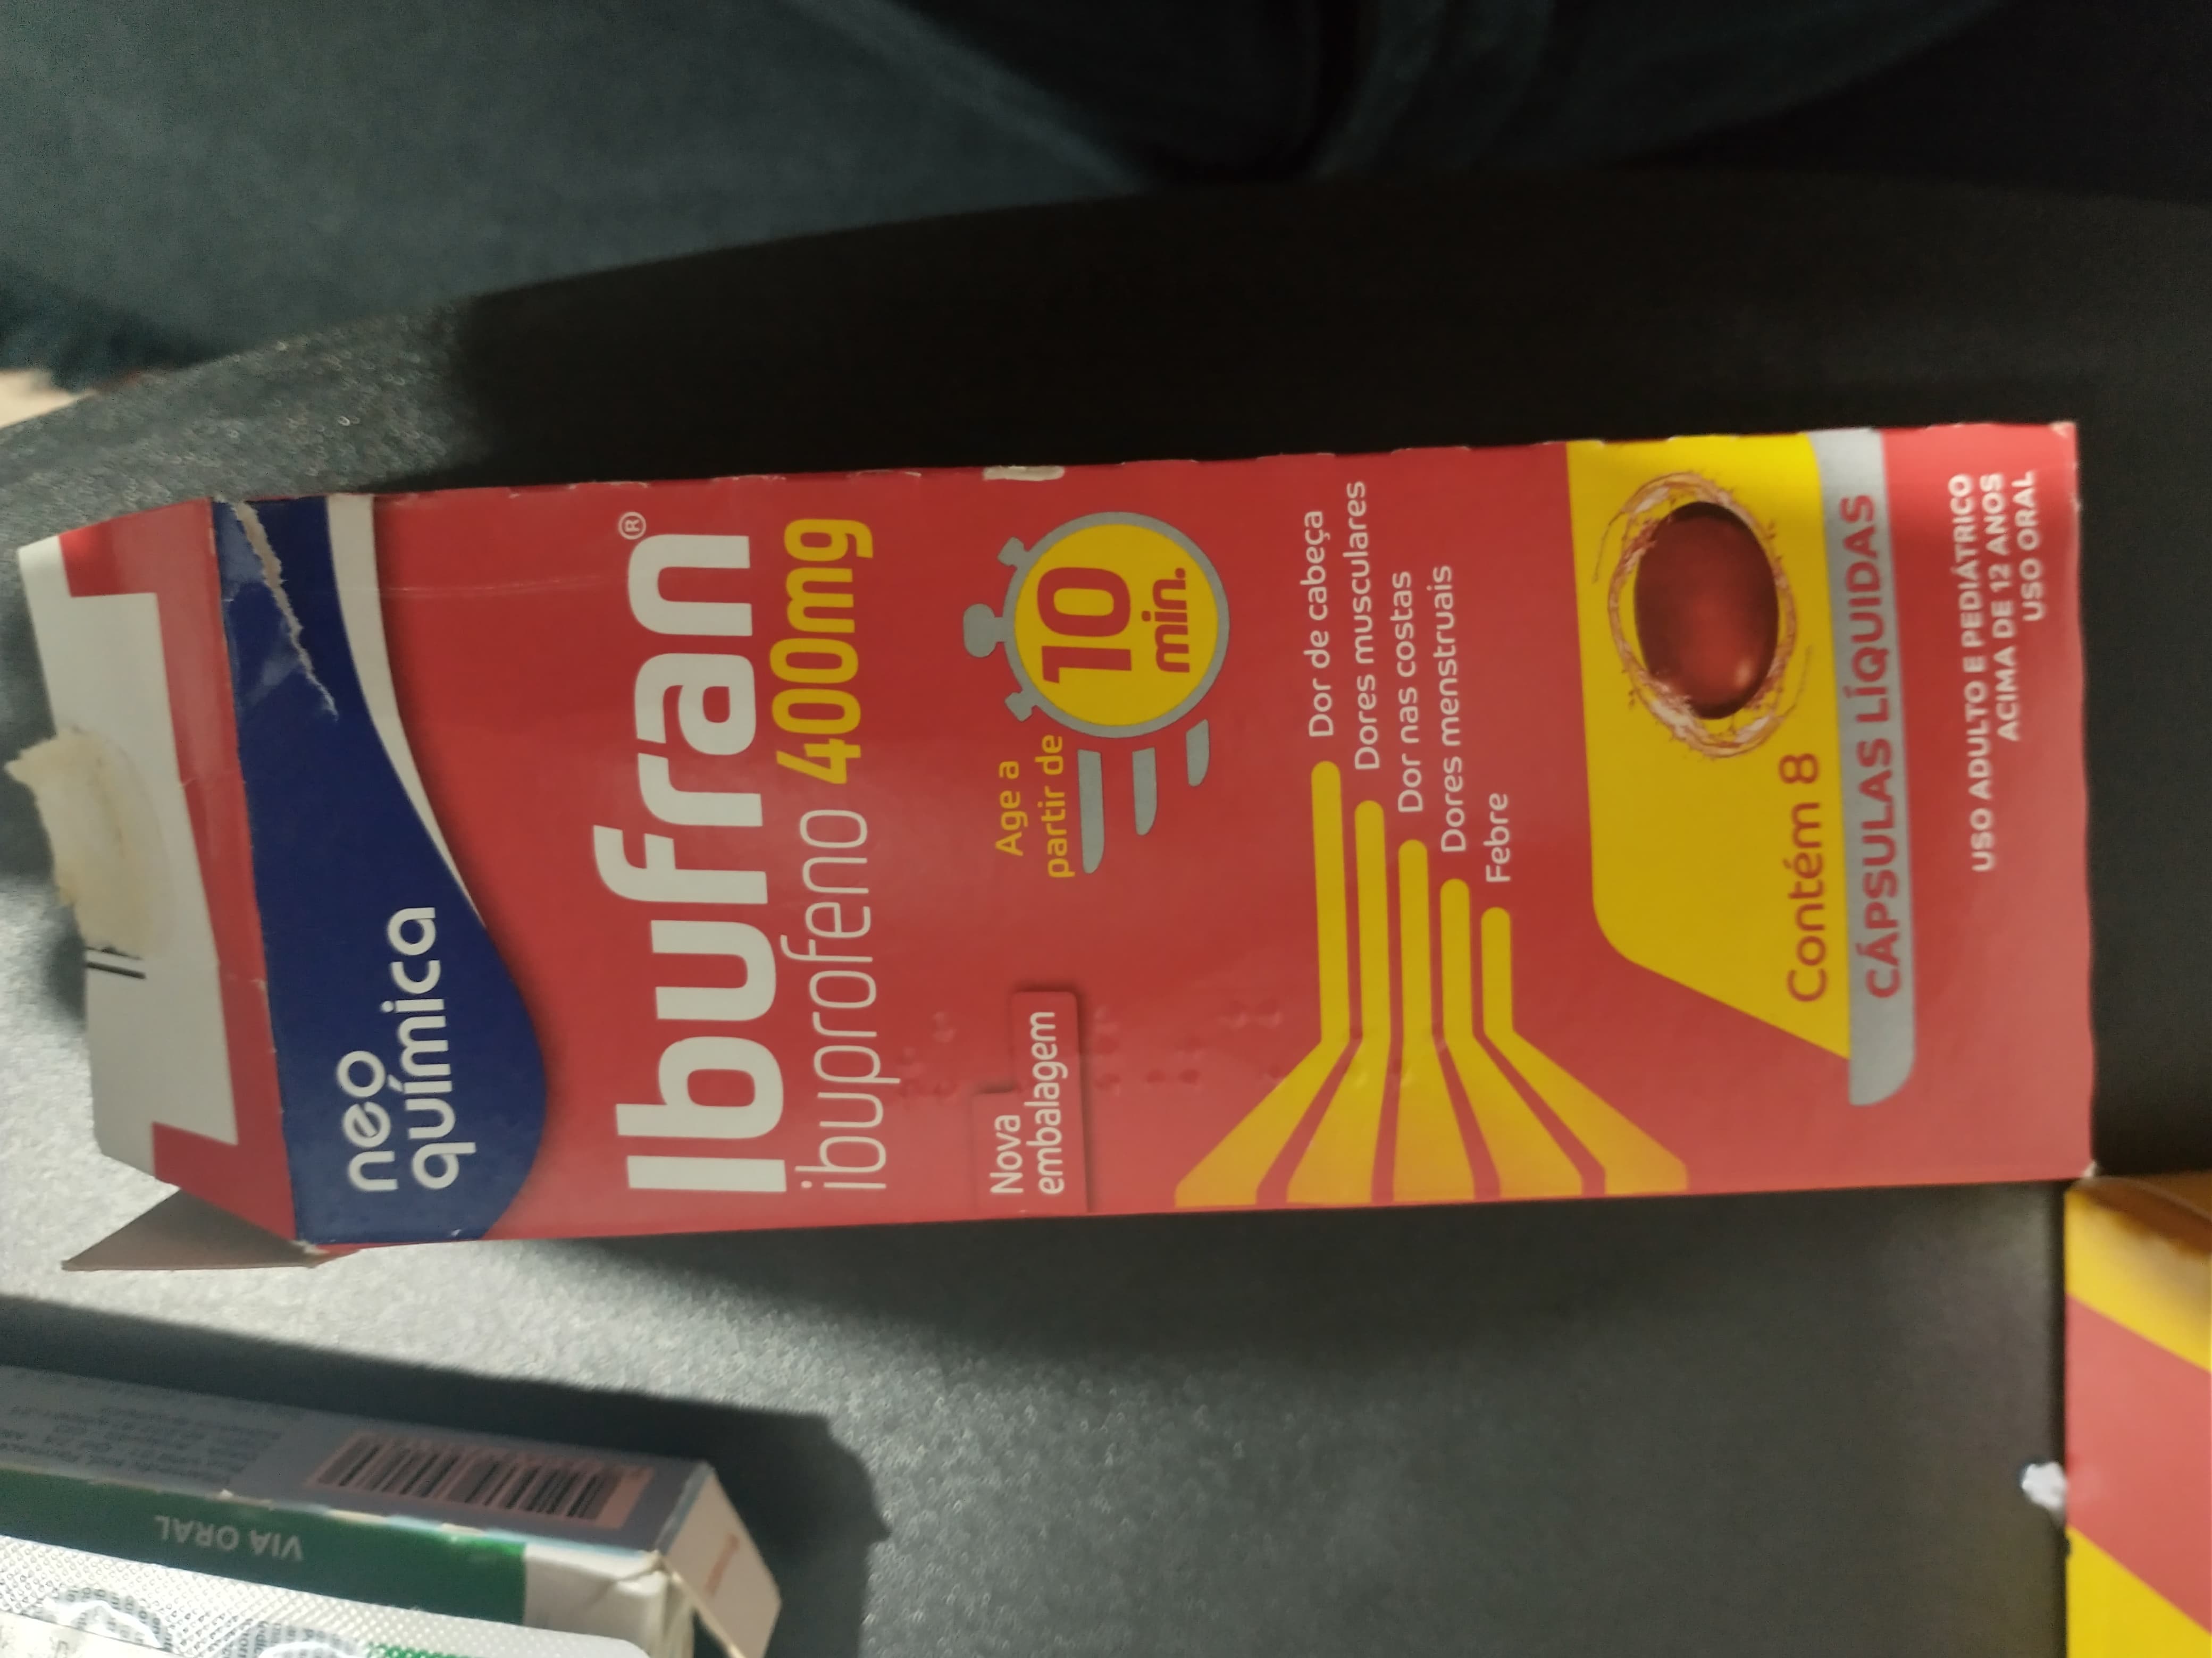 VIA ORAL
neo
química
Ibufran®
ibuprofeno 400mg
Nova
embalagem
Age a
partir de
10
min.
Dor de cabeça
Dores musculares
Dor nas costas
Dores menstruais
Febre
Contém 8
CÁPSULAS LÍQUIDAS
USO ADULTO E PEDIÁTRICO
ACIMA DE 12 ANOS
USO ORAL